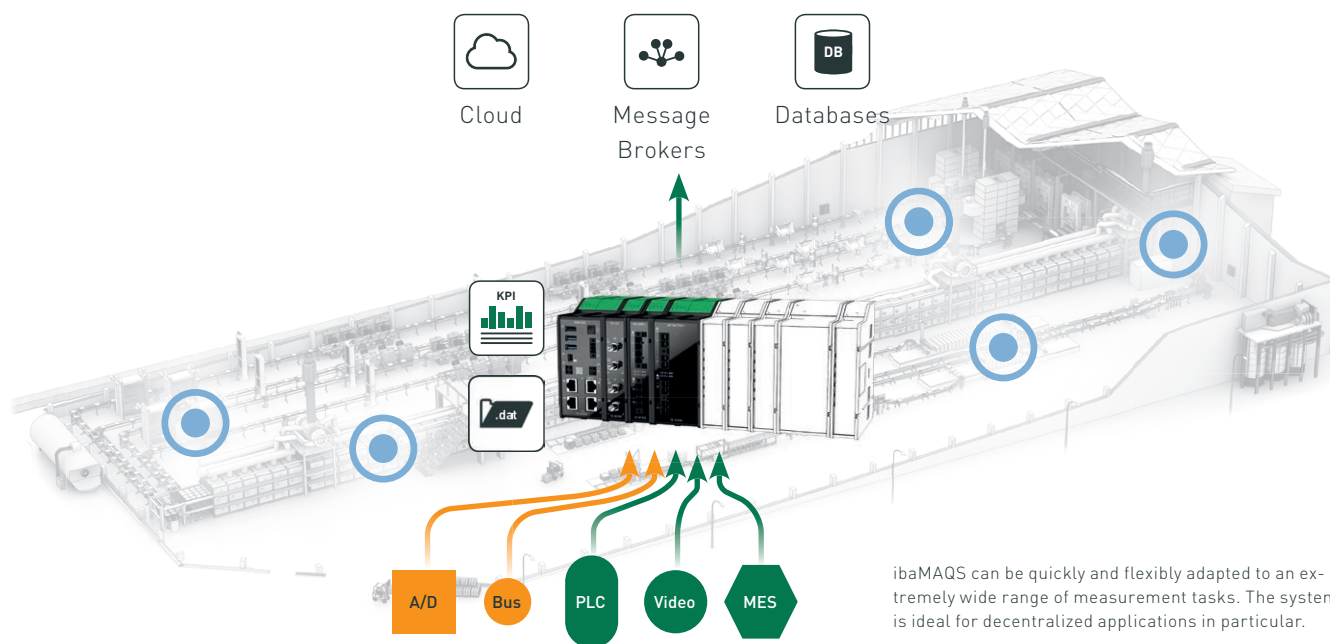 DB
Cloud
Message
Databases
Brokers
KPI
.dat
A/D
Bus
PLC
Video
MES
ibaMAQS can be quickly and flexibly adapted to an ex-
tremely wide range of measurement tasks. The system
is ideal for decentralized applications in particular.